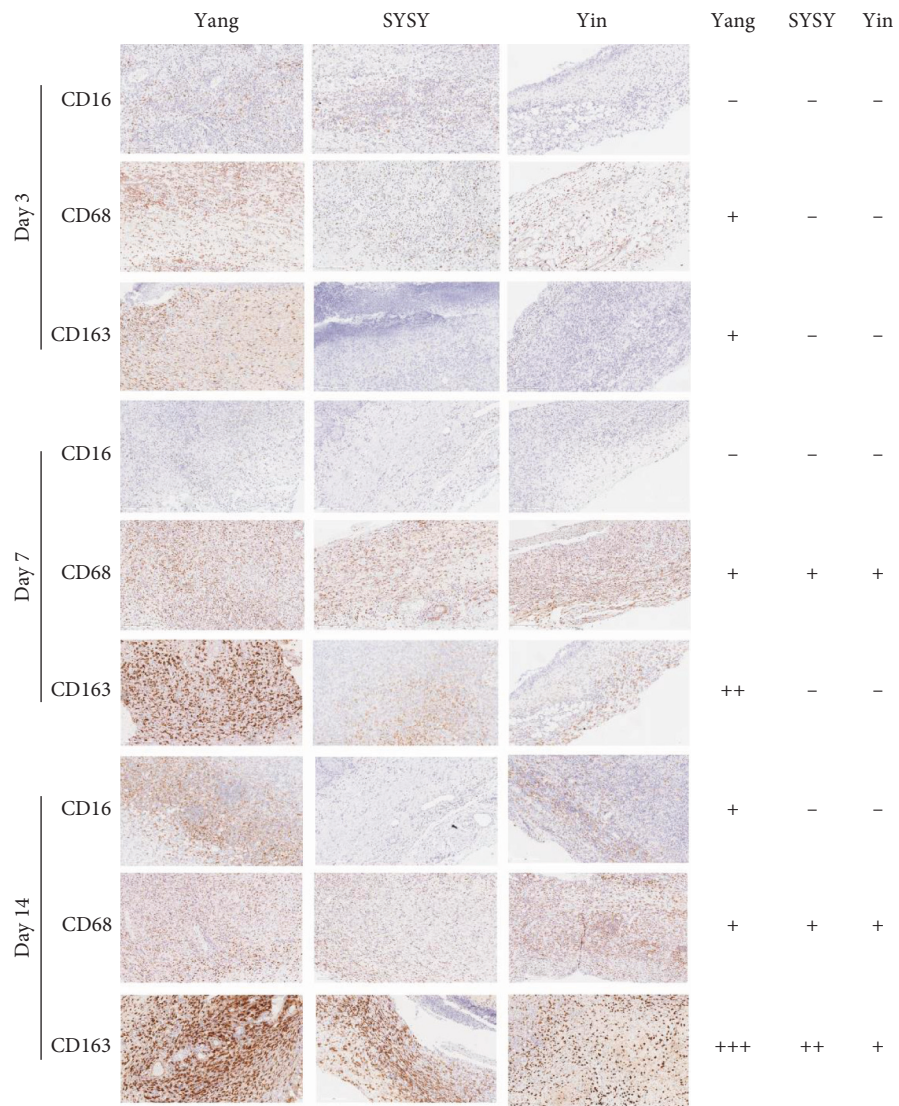 Yang SYSY Yin Yang SYSY Yin
Day 3
CD16 – – –
CD68 + – –
CD163 + – –
Day 7
CD16 – – –
CD68 + + +
CD163 ++ – –
Day 14
CD16 + – –
CD68 + + +
CD163 +++ ++ +